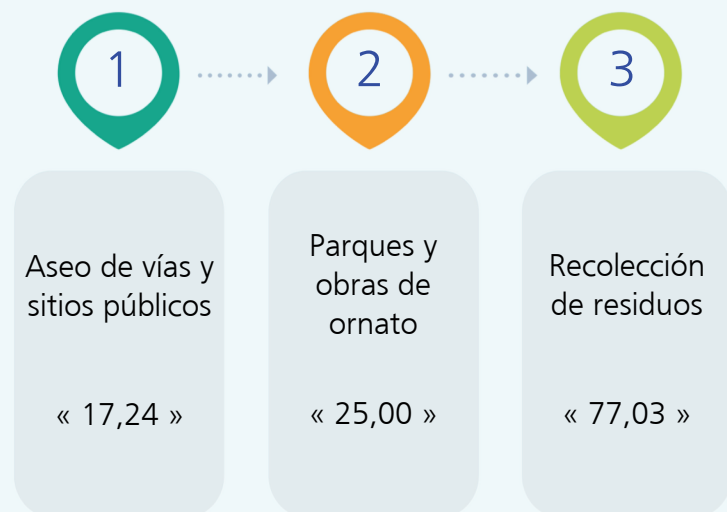 1
2
3
Aseo de vías y
sitios públicos
« 17,24 »
Parques y
obras de
ornato
« 25,00 »
Recolección
de residuos
« 77,03 »